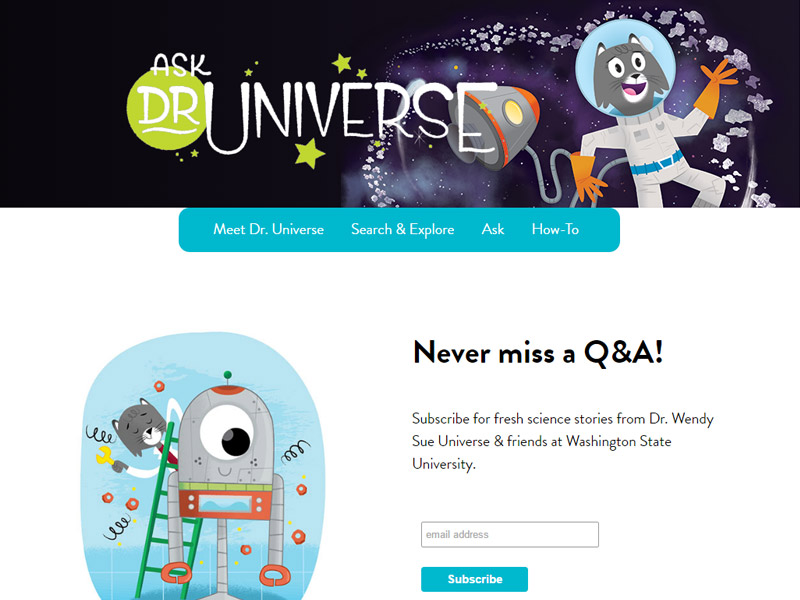 ASK
DR UNIVERSE
Meet Dr. Universe Search & Explore Ask How-To
Never miss a Q&A!
Subscribe for fresh science stories from Dr. Wendy
Sue Universe & friends at Washington State
University.
email address
Subscribe